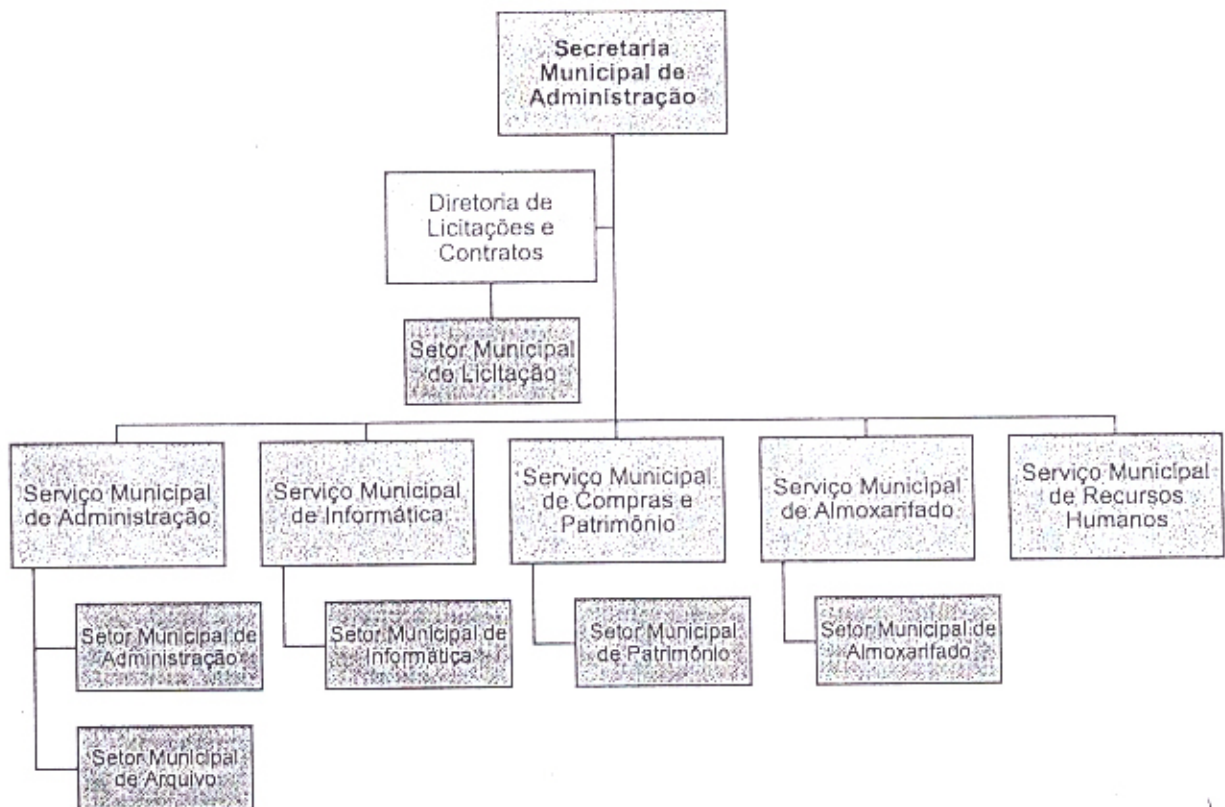 Secretaria
Municipal de
Administração
Diretoria de
Licitações e
Contratos
Setor Municipal
de Licitação
Serviço Municipal
de Administração
Serviço Municipal
de Informática
Serviço Municipal
de Compras e
Patrimônio
Serviço Municipal
de Almoxarifado
Serviço Municipal
de Recursos
Humanos
Setor Municipal de
Administração
Setor Municipal de
Informática
Setor Municipal
de Patrimônio
Setor Municipal de
Almoxarifado
Setor Municipal
de Arquivo